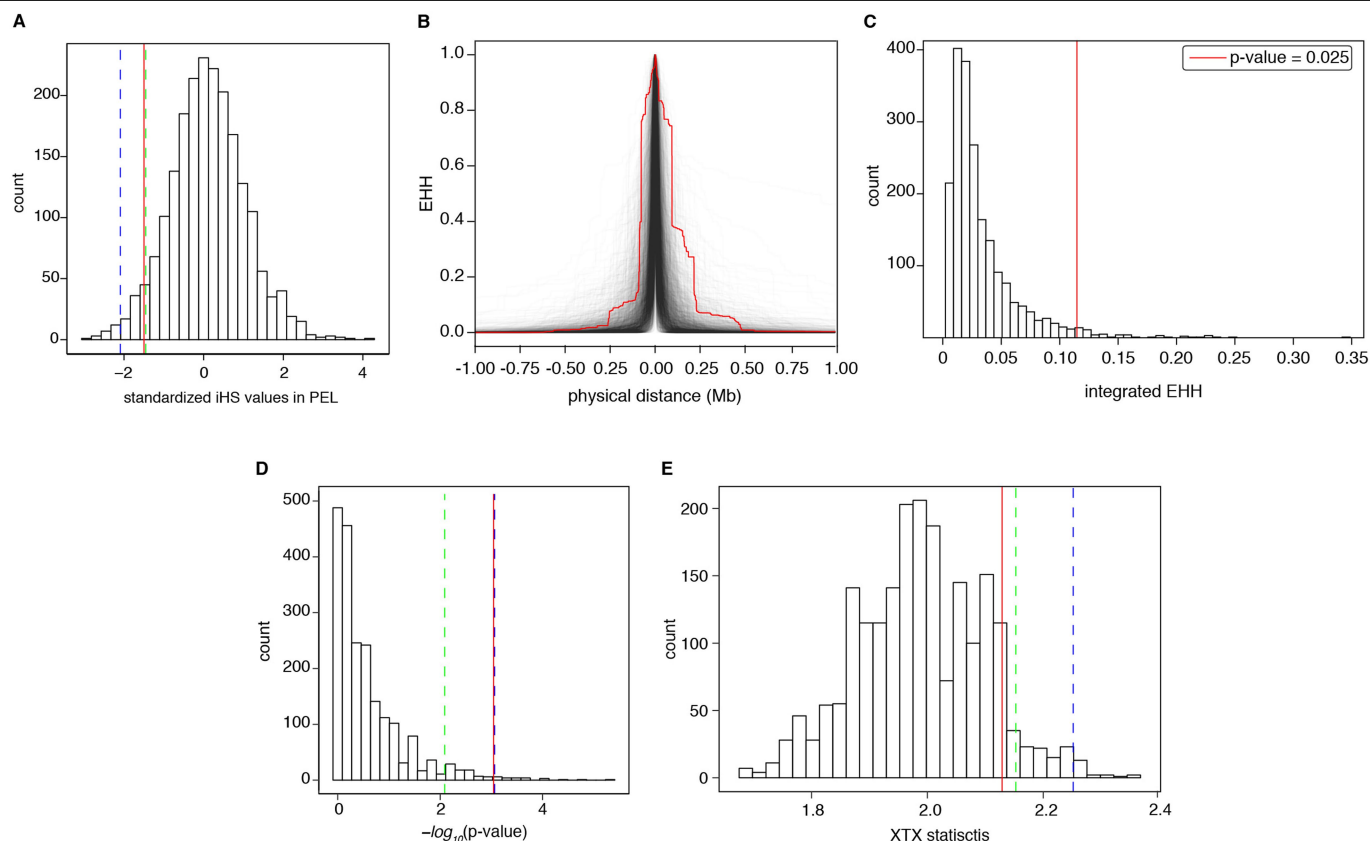 A
count
200
150
100
50
0
−2 0 2 4
standardized iHS values in PEL
B
EHH
1.0
0.8
0.6
0.4
0.2
0.0
-1.00 -0.75 -0.50 0.25 0.00 0.25 0.50 0.75 1.00
physical distance (Mb)
C
count
400
300
200
100
p-value = 0.025
0 0.05 0.10 0.15 0.20 0.25 0.30 0.35
integrated EHH
D
count
500
400
300
200
100
0
0 2 4
−log10(p-value)
E
count
200
150
100
50
0
1.8 2.0 2.2 2.4
XTX statisctis